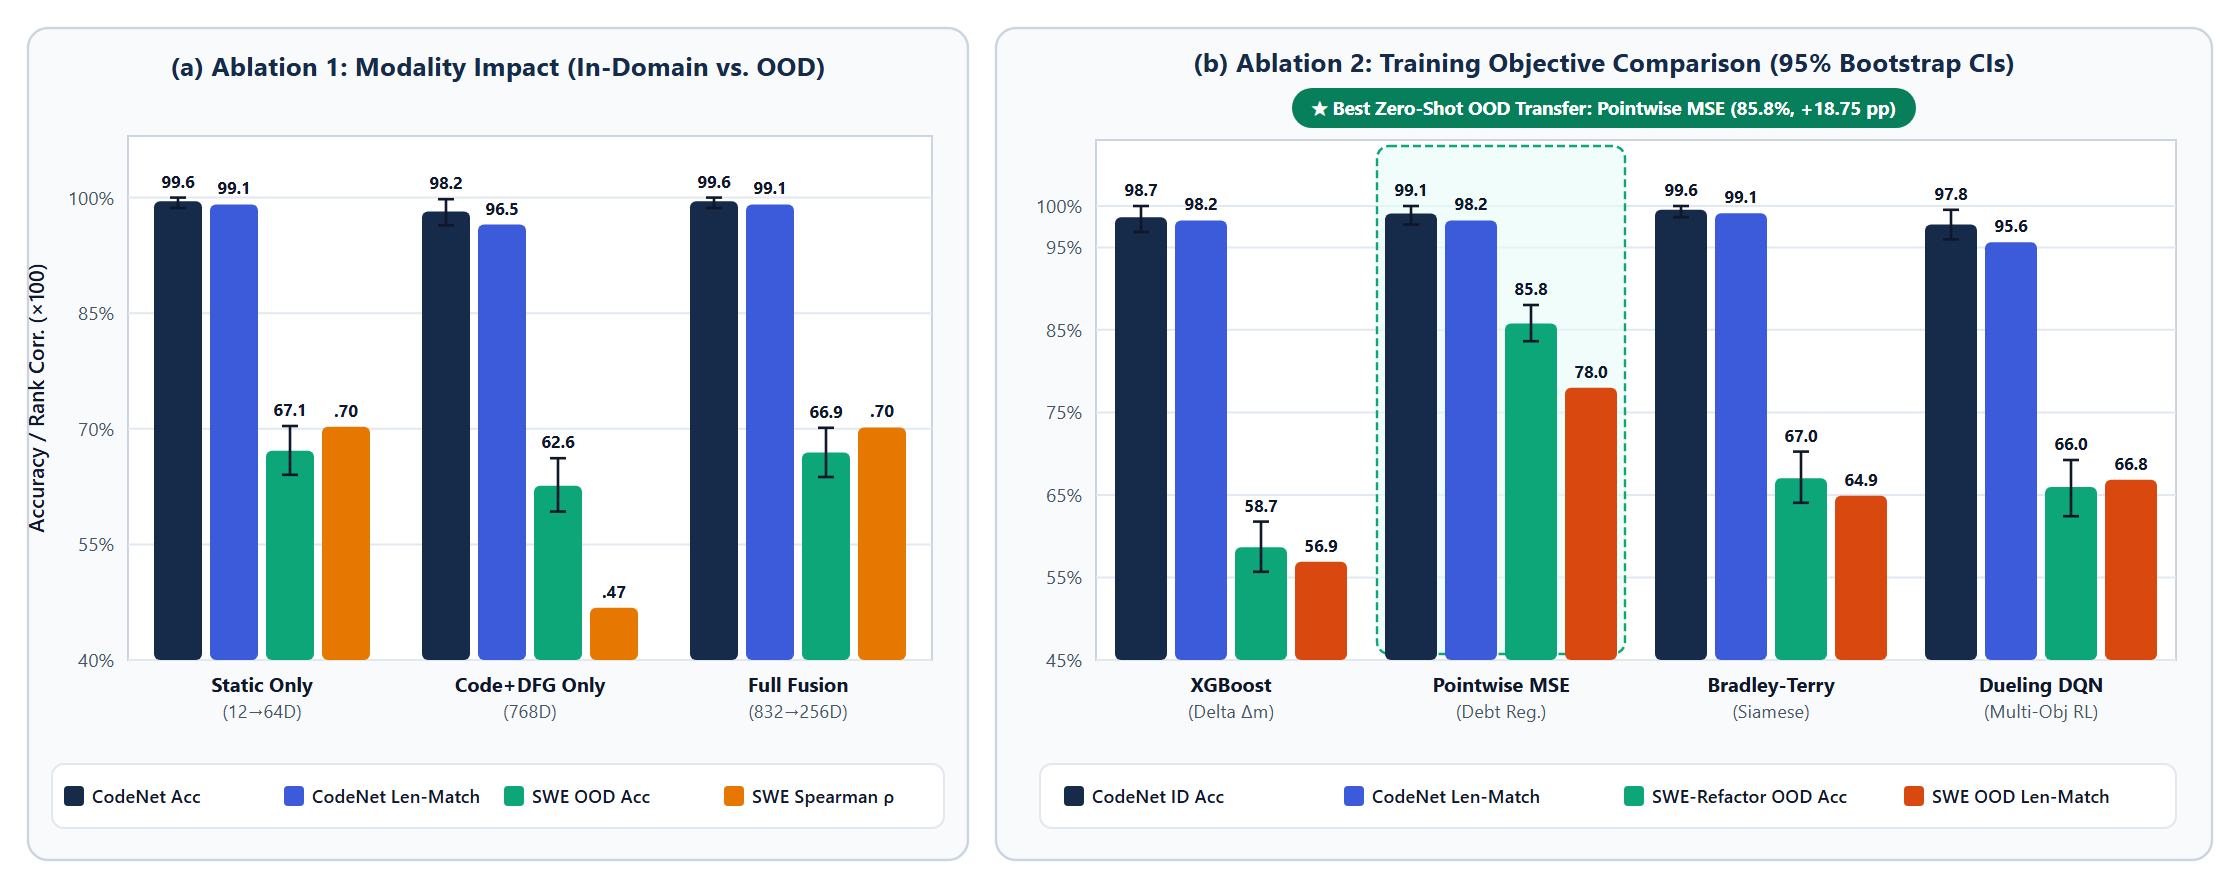 (a) Ablation 1: Modality Impact (In-Domain vs. OOD)
Accuracy / Rank Corr. (×100)
100%
85%
70%
55%
40%
99.6
99.1
67.1
.70
98.2
96.5
62.6
.47
99.6
99.1
66.9
.70
Static Only
(12→64D)
Code+DFG Only
(768D)
Full Fusion
(832→256D)
CodeNet Acc
CodeNet Len-Match
SWE OOD Acc
SWE Spearman ρ
(b) Ablation 2: Training Objective Comparison (95% Bootstrap CIs)
★ Best Zero-Shot OOD Transfer: Pointwise MSE (85.8%, +18.75 pp)
100%
95%
85%
75%
65%
55%
45%
98.7
98.2
58.7
56.9
99.1
98.2
85.8
78.0
99.6
99.1
67.0
64.9
97.8
95.6
66.0
66.8
XGBoost
(Delta Δm)
Pointwise MSE
(Debt Reg.)
Bradley-Terry
(Siamese)
Dueling DQN
(Multi-Obj RL)
CodeNet ID Acc
CodeNet Len-Match
SWE-Refactor OOD Acc
SWE OOD Len-Match